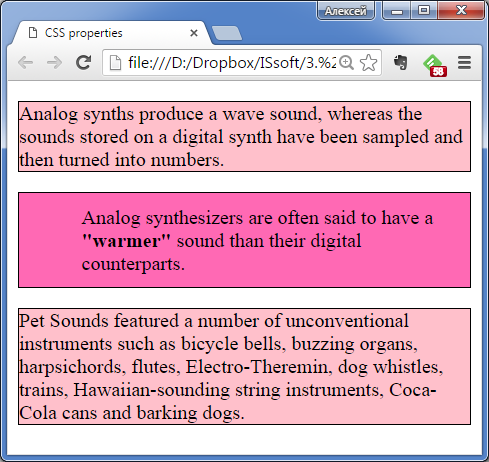 Алексей
CSS properties
file:///D:/Dropbox/ISsoft/3.%2
58
Analog synths produce a wave sound, whereas the
sounds stored on a digital synth have been sampled and
then turned into numbers.
Analog synthesizers are often said to have a
"warmer" sound than their digital
counterparts.
Pet Sounds featured a number of unconventional
instruments such as bicycle bells, buzzing organs,
harpsichords, flutes, Electro-Theremin, dog whistles,
trains, Hawaiian-sounding string instruments, Coca-
Cola cans and barking dogs.